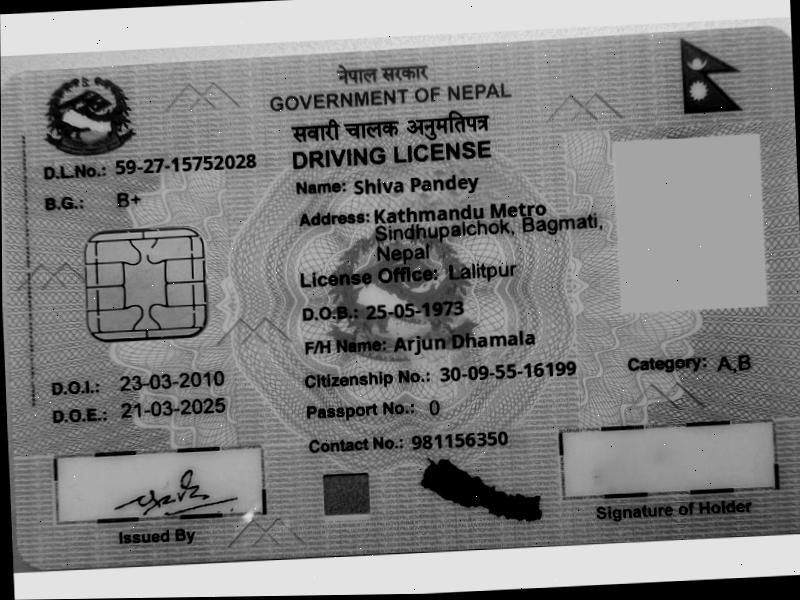 नेपाल सरकार
GOVERNMENT OF NEPAL
सवारी चालक अनुमतिपत्र
DRIVING LICENSE
D.L.No.: 59-27-15752028
B.G.: B+
Name: Shiva Pandey
Address: Kathmandu Metro
Sindhupalchok, Bagmati,
Nepal
License Office: Lalitpur
D.O.B.: 25-05-1973
F/H Name: Arjun Dhamala
D.O.I.: 23-03-2010
Citizenship No.: 30-09-55-16199
Category: A,B
D.O.E.: 21-03-2025
Passport No.: 0
Contact No.: 981156350
Issued By
Signature of Holder